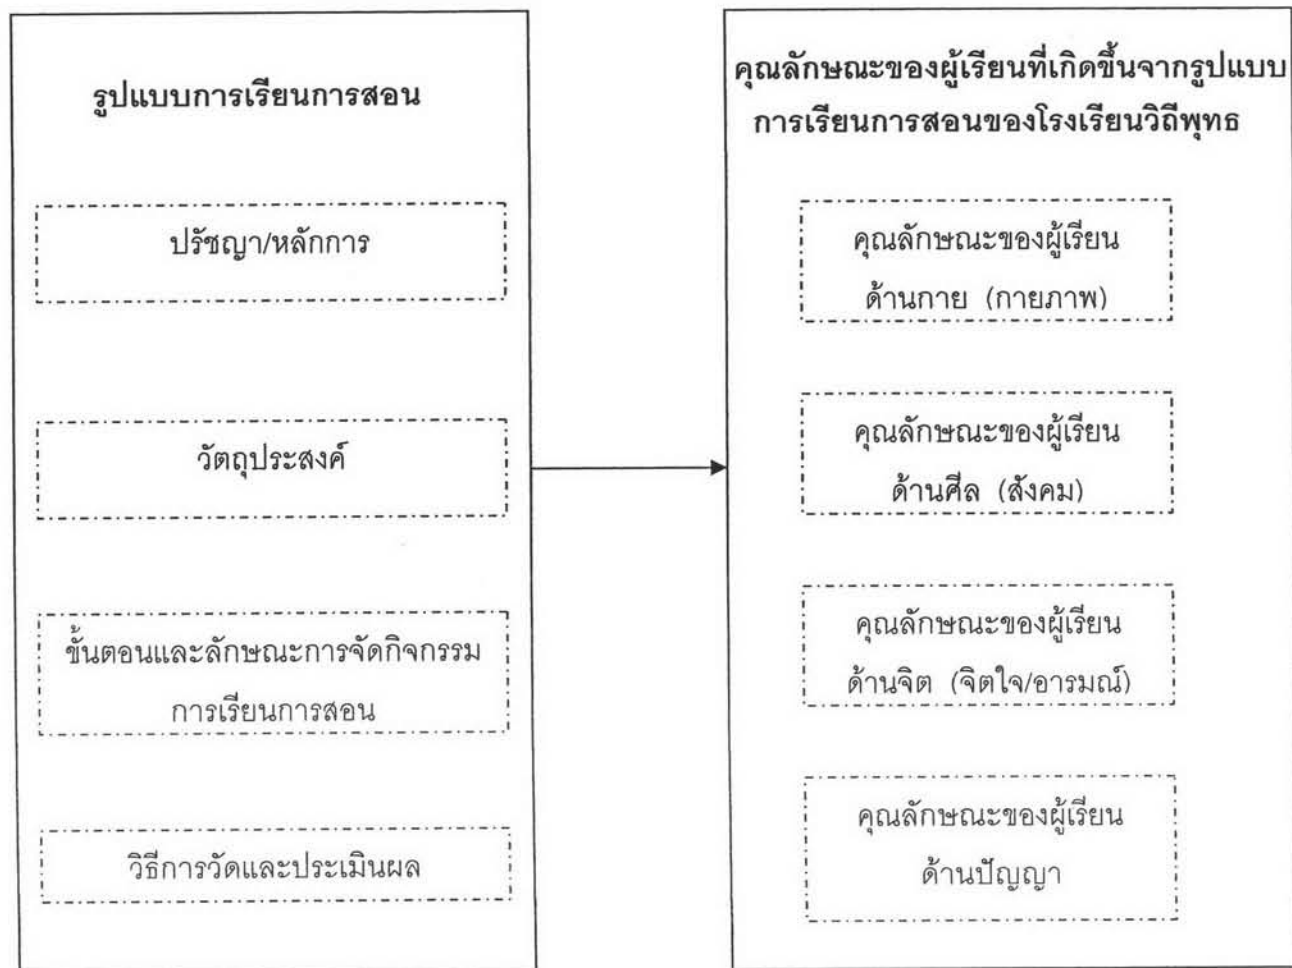 รูปแบบการเรียนการสอน
ปรัชญา/หลักการ
วัตถุประสงค์
ขั้นตอนและลักษณะการจัดกิจกรรม
การเรียนการสอน
วิธีการวัดและประเมินผล
คุณลักษณะของผู้เรียนที่เกิดขึ้นจากรูปแบบ
การเรียนการสอนของโรงเรียนวิถีพุทธ
คุณลักษณะของผู้เรียน
ด้านกาย (กายภาพ)
คุณลักษณะของผู้เรียน
ด้านศีล (สังคม)
คุณลักษณะของผู้เรียน
ด้านจิต (จิตใจ/อารมณ์)
คุณลักษณะของผู้เรียน
ด้านปัญญา